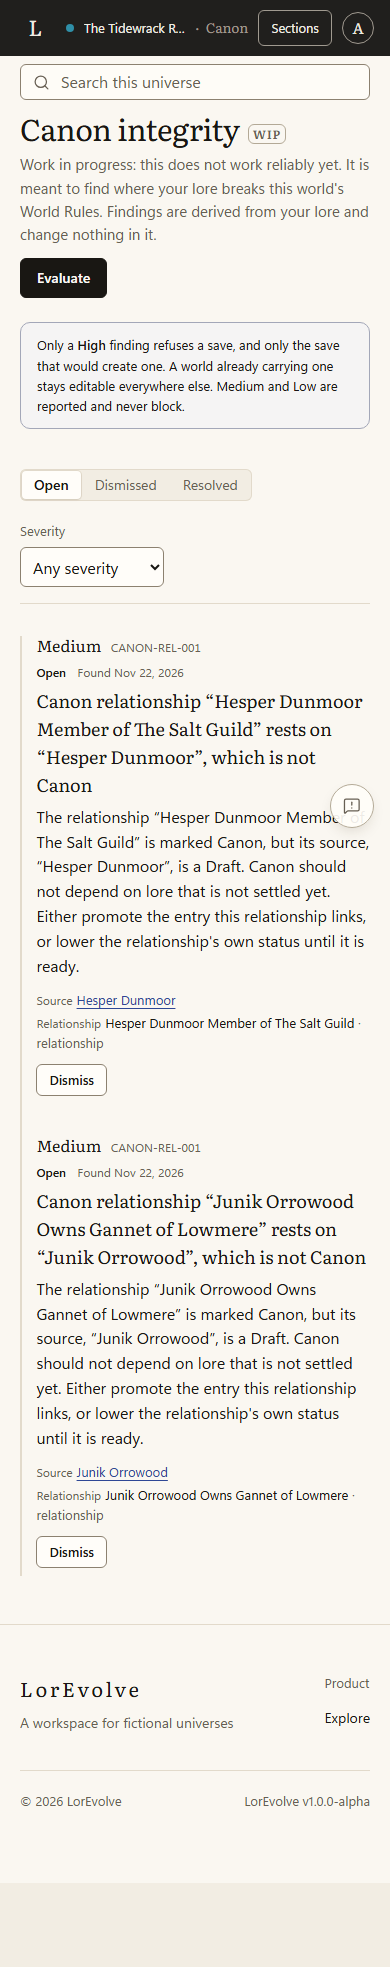 L The Tidewrack R... · Canon Sections A
Search this universe
Canon integrity WIP
Work in progress: this does not work reliably yet. It is
meant to find where your lore breaks this world's
World Rules. Findings are derived from your lore and
change nothing in it.
Evaluate
Only a High finding refuses a save, and only the save
that would create one. A world already carrying one
stays editable everywhere else. Medium and Low are
reported and never block.
Open Dismissed Resolved
Severity
Any severity
Medium CANON-REL-001
Open Found Nov 22, 2026
Canon relationship “Hesper Dunmoor
Member of The Salt Guild” rests on
“Hesper Dunmoor”, which is not
Canon
The relationship “Hesper Dunmoor Member of
The Salt Guild” is marked Canon, but its source,
“Hesper Dunmoor”, is a Draft. Canon should
not depend on lore that is not settled yet.
Either promote the entry this relationship links,
or lower the relationship's own status until it is
ready.
Source Hesper Dunmoor
Relationship Hesper Dunmoor Member of The Salt Guild ·
relationship
Dismiss
Medium CANON-REL-001
Open Found Nov 22, 2026
Canon relationship “Junik Orrowood
Owns Gannet of Lowmere” rests on
“Junik Orrowood”, which is not Canon
The relationship “Junik Orrowood Owns
Gannet of Lowmere” is marked Canon, but its
source, “Junik Orrowood”, is a Draft. Canon
should not depend on lore that is not settled
yet. Either promote the entry this relationship
links, or lower the relationship's own status
until it is ready.
Source Junik Orrowood
Relationship Junik Orrowood Owns Gannet of Lowmere ·
relationship
Dismiss
LorEvolve
A workspace for fictional universes
Product
Explore
© 2026 LorEvolve
LorEvolve v1.0.0-alpha